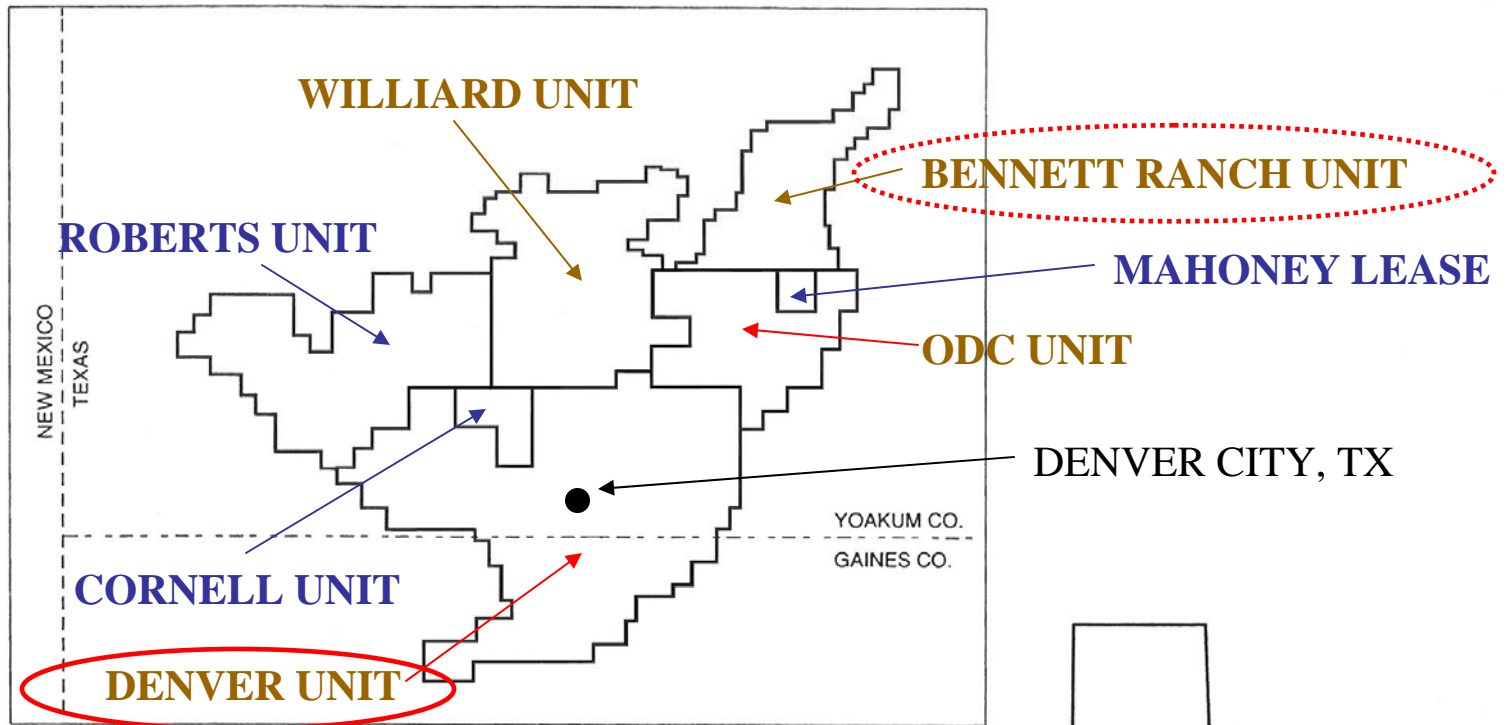 WILLIARD UNIT
BENNETT RANCH UNIT
ROBERTS UNIT
MAHONEY LEASE
NEW MEXICO
TEXAS
ODC UNIT
DENVER CITY, TX
YOAKUM CO.
GAINES CO.
CORNELL UNIT
DENVER UNIT